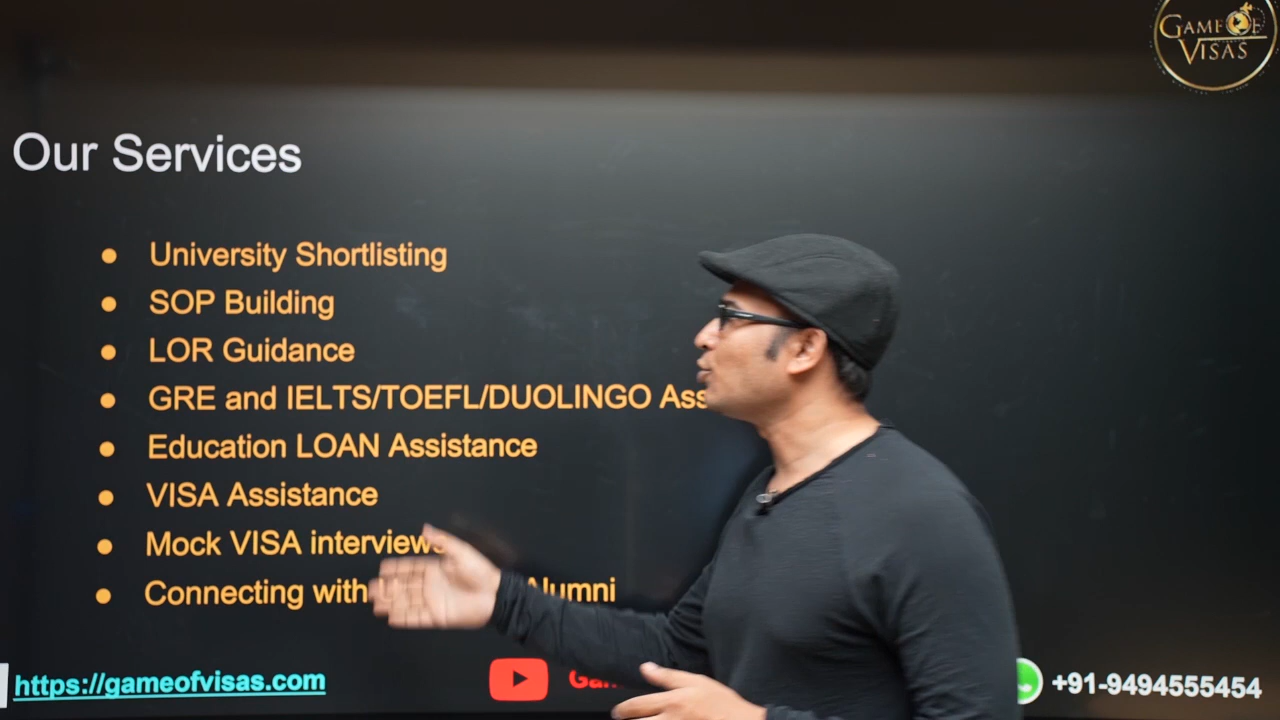 GAME OF
VISAS
Our Services
● University Shortlisting
● SOP Building
● LOR Guidance
● GRE and IELTS/TOEFL/DUOLINGO Ass
● Education LOAN Assistance
● VISA Assistance
● Mock VISA interviews
● Connecting with Alumni
https://gameofvisas.com
+91-9494555454